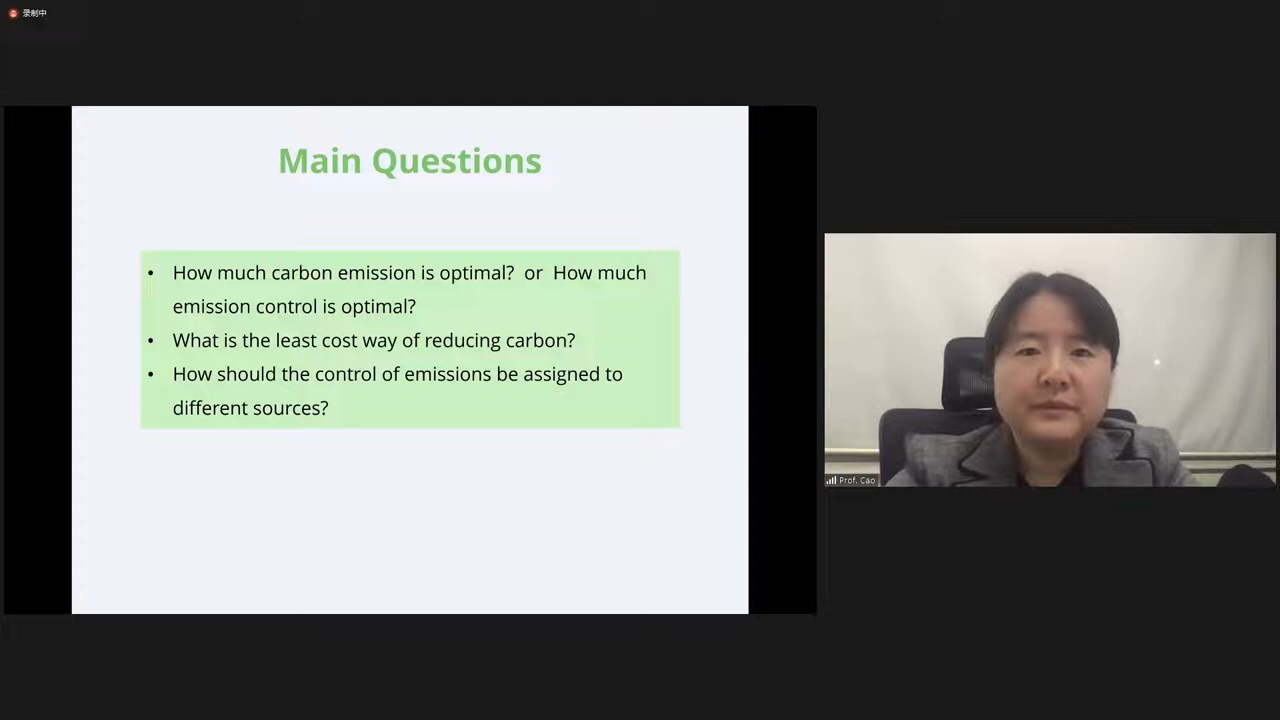 录制中
Main Questions
• How much carbon emission is optimal? or How much
emission control is optimal?
• What is the least cost way of reducing carbon?
• How should the control of emissions be assigned to
different sources?
Prof. Cao